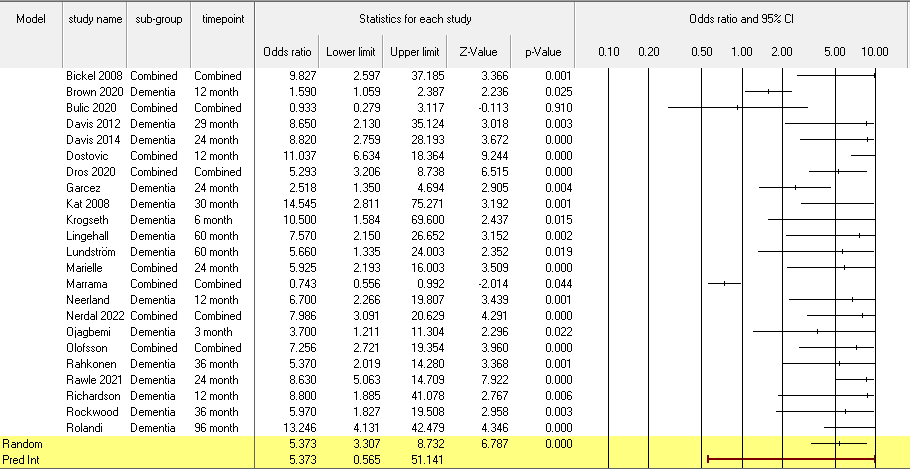 Model study name sub-group timepoint Statistics for each study Odds ratio and 95% CI
Odds ratio Lower limit Upper limit Z-Value p-Value 0.10 0.20 0.50 1.00 2.00 5.00 10.00
Bickel 2008 Combined Combined 9.827 2.597 37.185 3.366 0.001
Brown 2020 Dementia 12 month 1.590 1.059 2.387 2.236 0.025
Bulic 2020 Combined Combined 0.933 0.279 3.117 -0.113 0.910
Davis 2012 Dementia 29 month 8.650 2.130 35.124 3.018 0.003
Davis 2014 Dementia 24 month 8.820 2.759 28.193 3.672 0.000
Dostovic Combined 12 month 11.037 6.634 18.364 9.244 0.000
Dros 2020 Combined Combined 5.293 3.206 8.738 6.515 0.000
Garcez Dementia 24 month 2.518 1.350 4.694 2.905 0.004
Kat 2008 Dementia 30 month 14.545 2.811 75.271 3.192 0.001
Krogseth Dementia 6 month 10.500 1.584 69.600 2.437 0.015
Lingehall Dementia 60 month 7.570 2.150 26.652 3.152 0.002
Lundström Dementia 60 month 5.660 1.335 24.003 2.352 0.019
Marielle Combined 24 month 5.925 2.193 16.003 3.509 0.000
Marrama Combined Combined 0.743 0.556 0.992 -2.014 0.044
Neerland Dementia 12 month 6.700 2.266 19.807 3.439 0.001
Nerdal 2022 Combined Combined 7.986 3.091 20.629 4.291 0.000
Ojagbemi Dementia 3 month 3.700 1.211 11.304 2.296 0.022
Olofsson Combined Combined 7.256 2.721 19.354 3.960 0.000
Rahkonen Dementia 36 month 5.370 2.019 14.280 3.368 0.001
Rawle 2021 Dementia 24 month 8.630 5.063 14.709 7.922 0.000
Richardson Dementia 12 month 8.800 1.885 41.078 2.767 0.006
Rockwood Dementia 36 month 5.970 1.827 19.508 2.958 0.003
Rolandi Dementia 96 month 13.246 4.131 42.479 4.346 0.000
Random 5.373 3.307 8.732 6.787 0.000
Pred Int 5.373 0.565 51.141